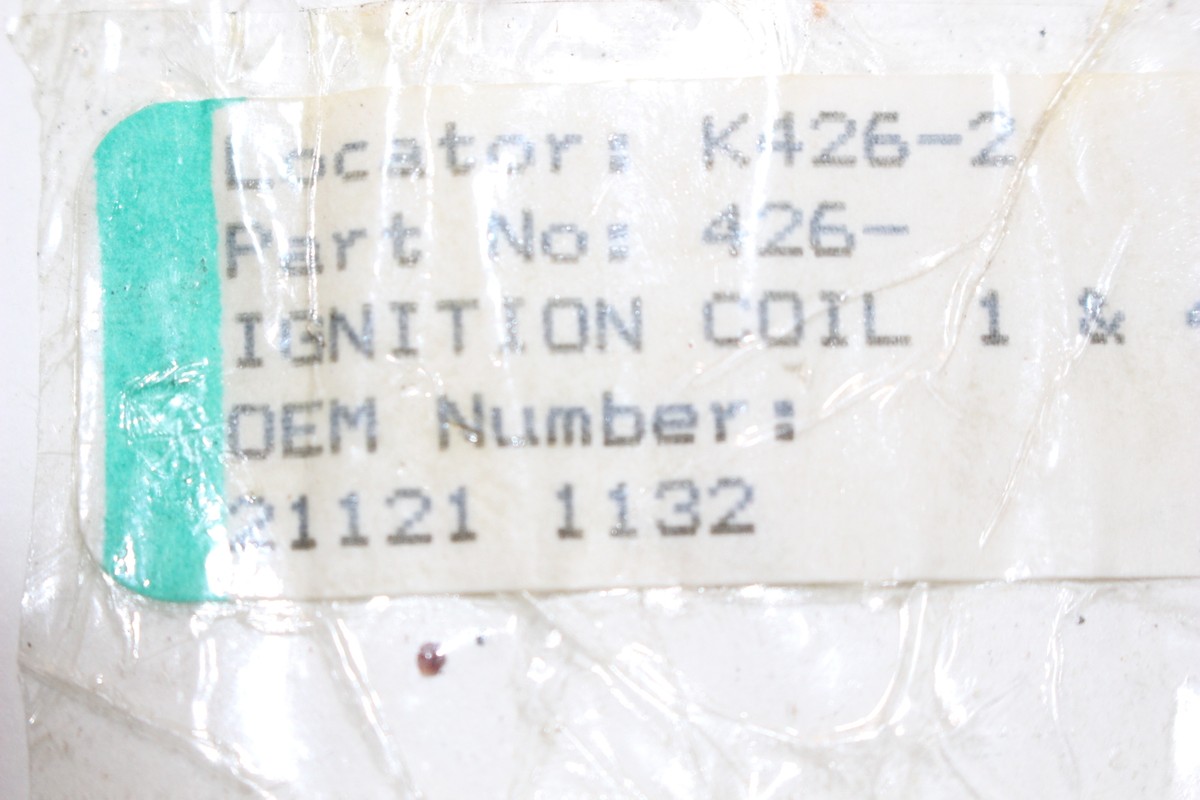 Locator: K426-2
Part No: 426-
IGNITION COIL 1 &
OEM Number:
21121 1132